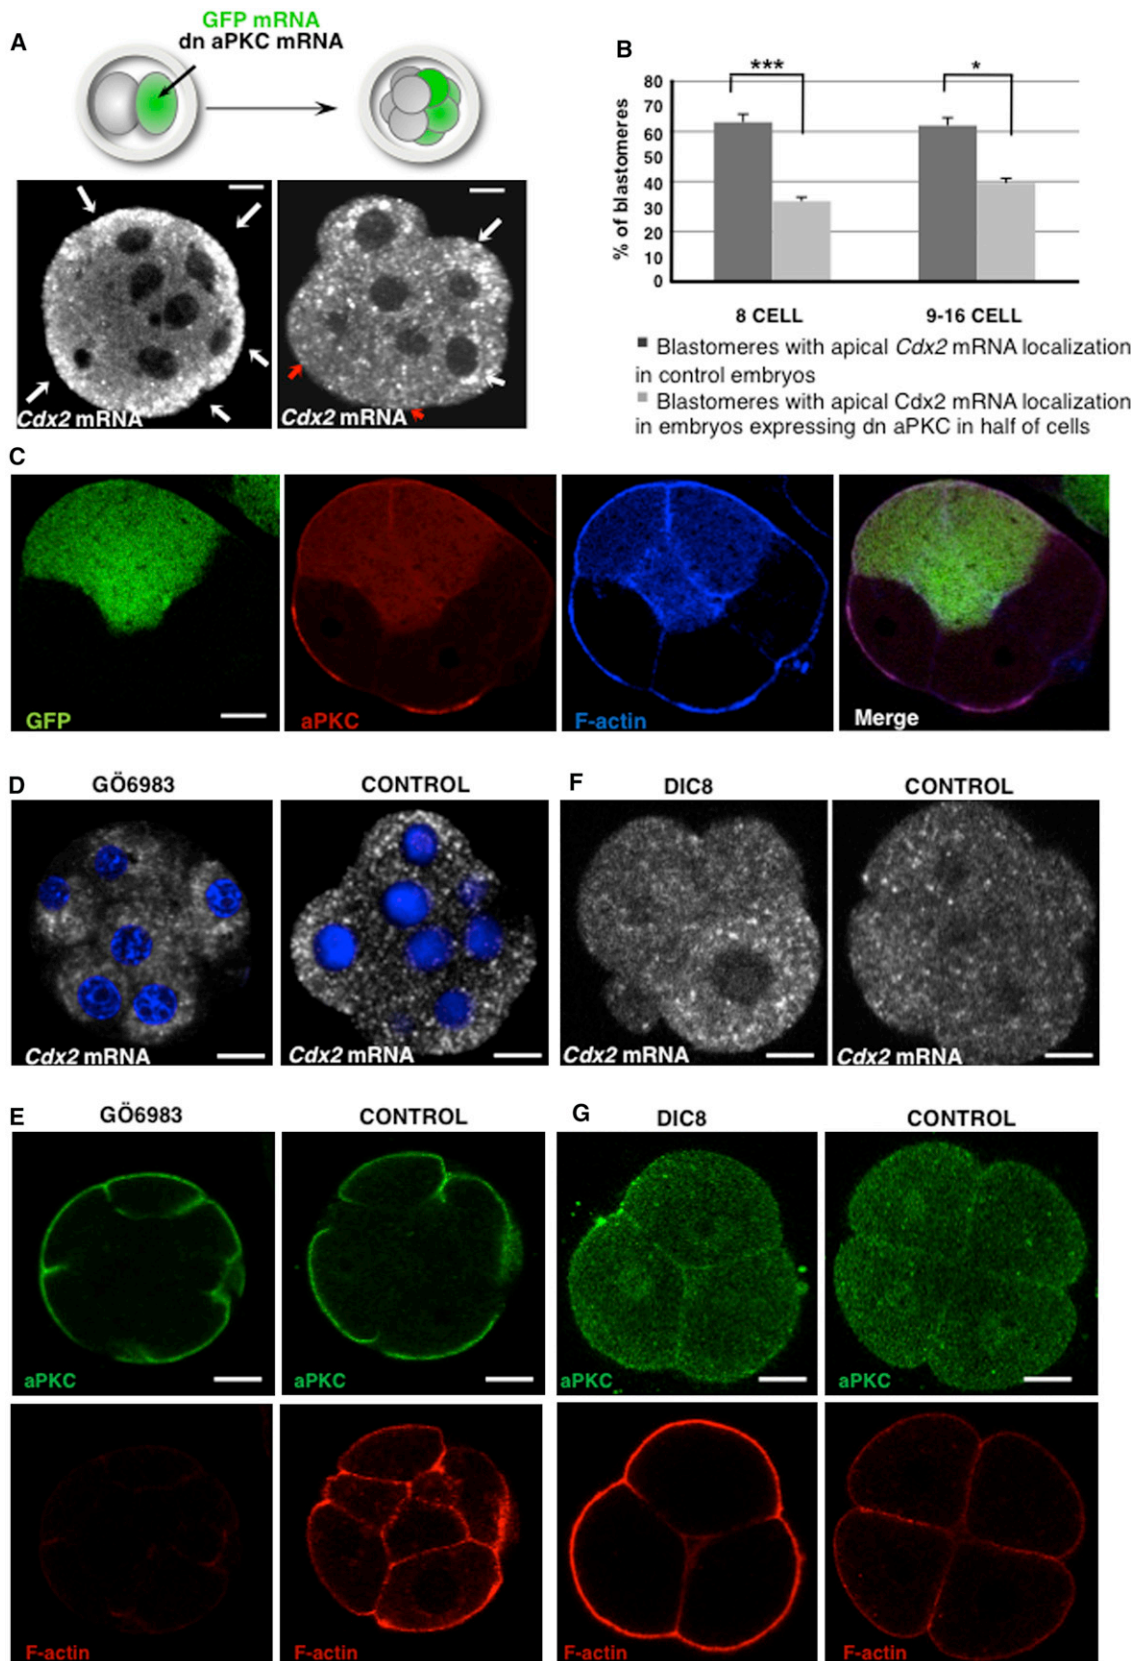 A
GFP mRNA
dn aPKC mRNA
Cdx2 mRNA
Cdx2 mRNA
B
***
*
% of blastomeres
80
70
60
50
40
30
20
10
0
8 CELL
9-16 CELL
Blastomeres with apical Cdx2 mRNA localization
in control embryos
Blastomeres with apical Cdx2 mRNA localization
in embryos expressing dn aPKC in half of cells
C
GFP
aPKC
F-actin
Merge
D
GÖ6983
CONTROL
Cdx2 mRNA
Cdx2 mRNA
F
DIC8
CONTROL
Cdx2 mRNA
Cdx2 mRNA
E
GÖ6983
CONTROL
aPKC
aPKC
F-actin
F-actin
G
DIC8
CONTROL
aPKC
aPKC
F-actin
F-actin